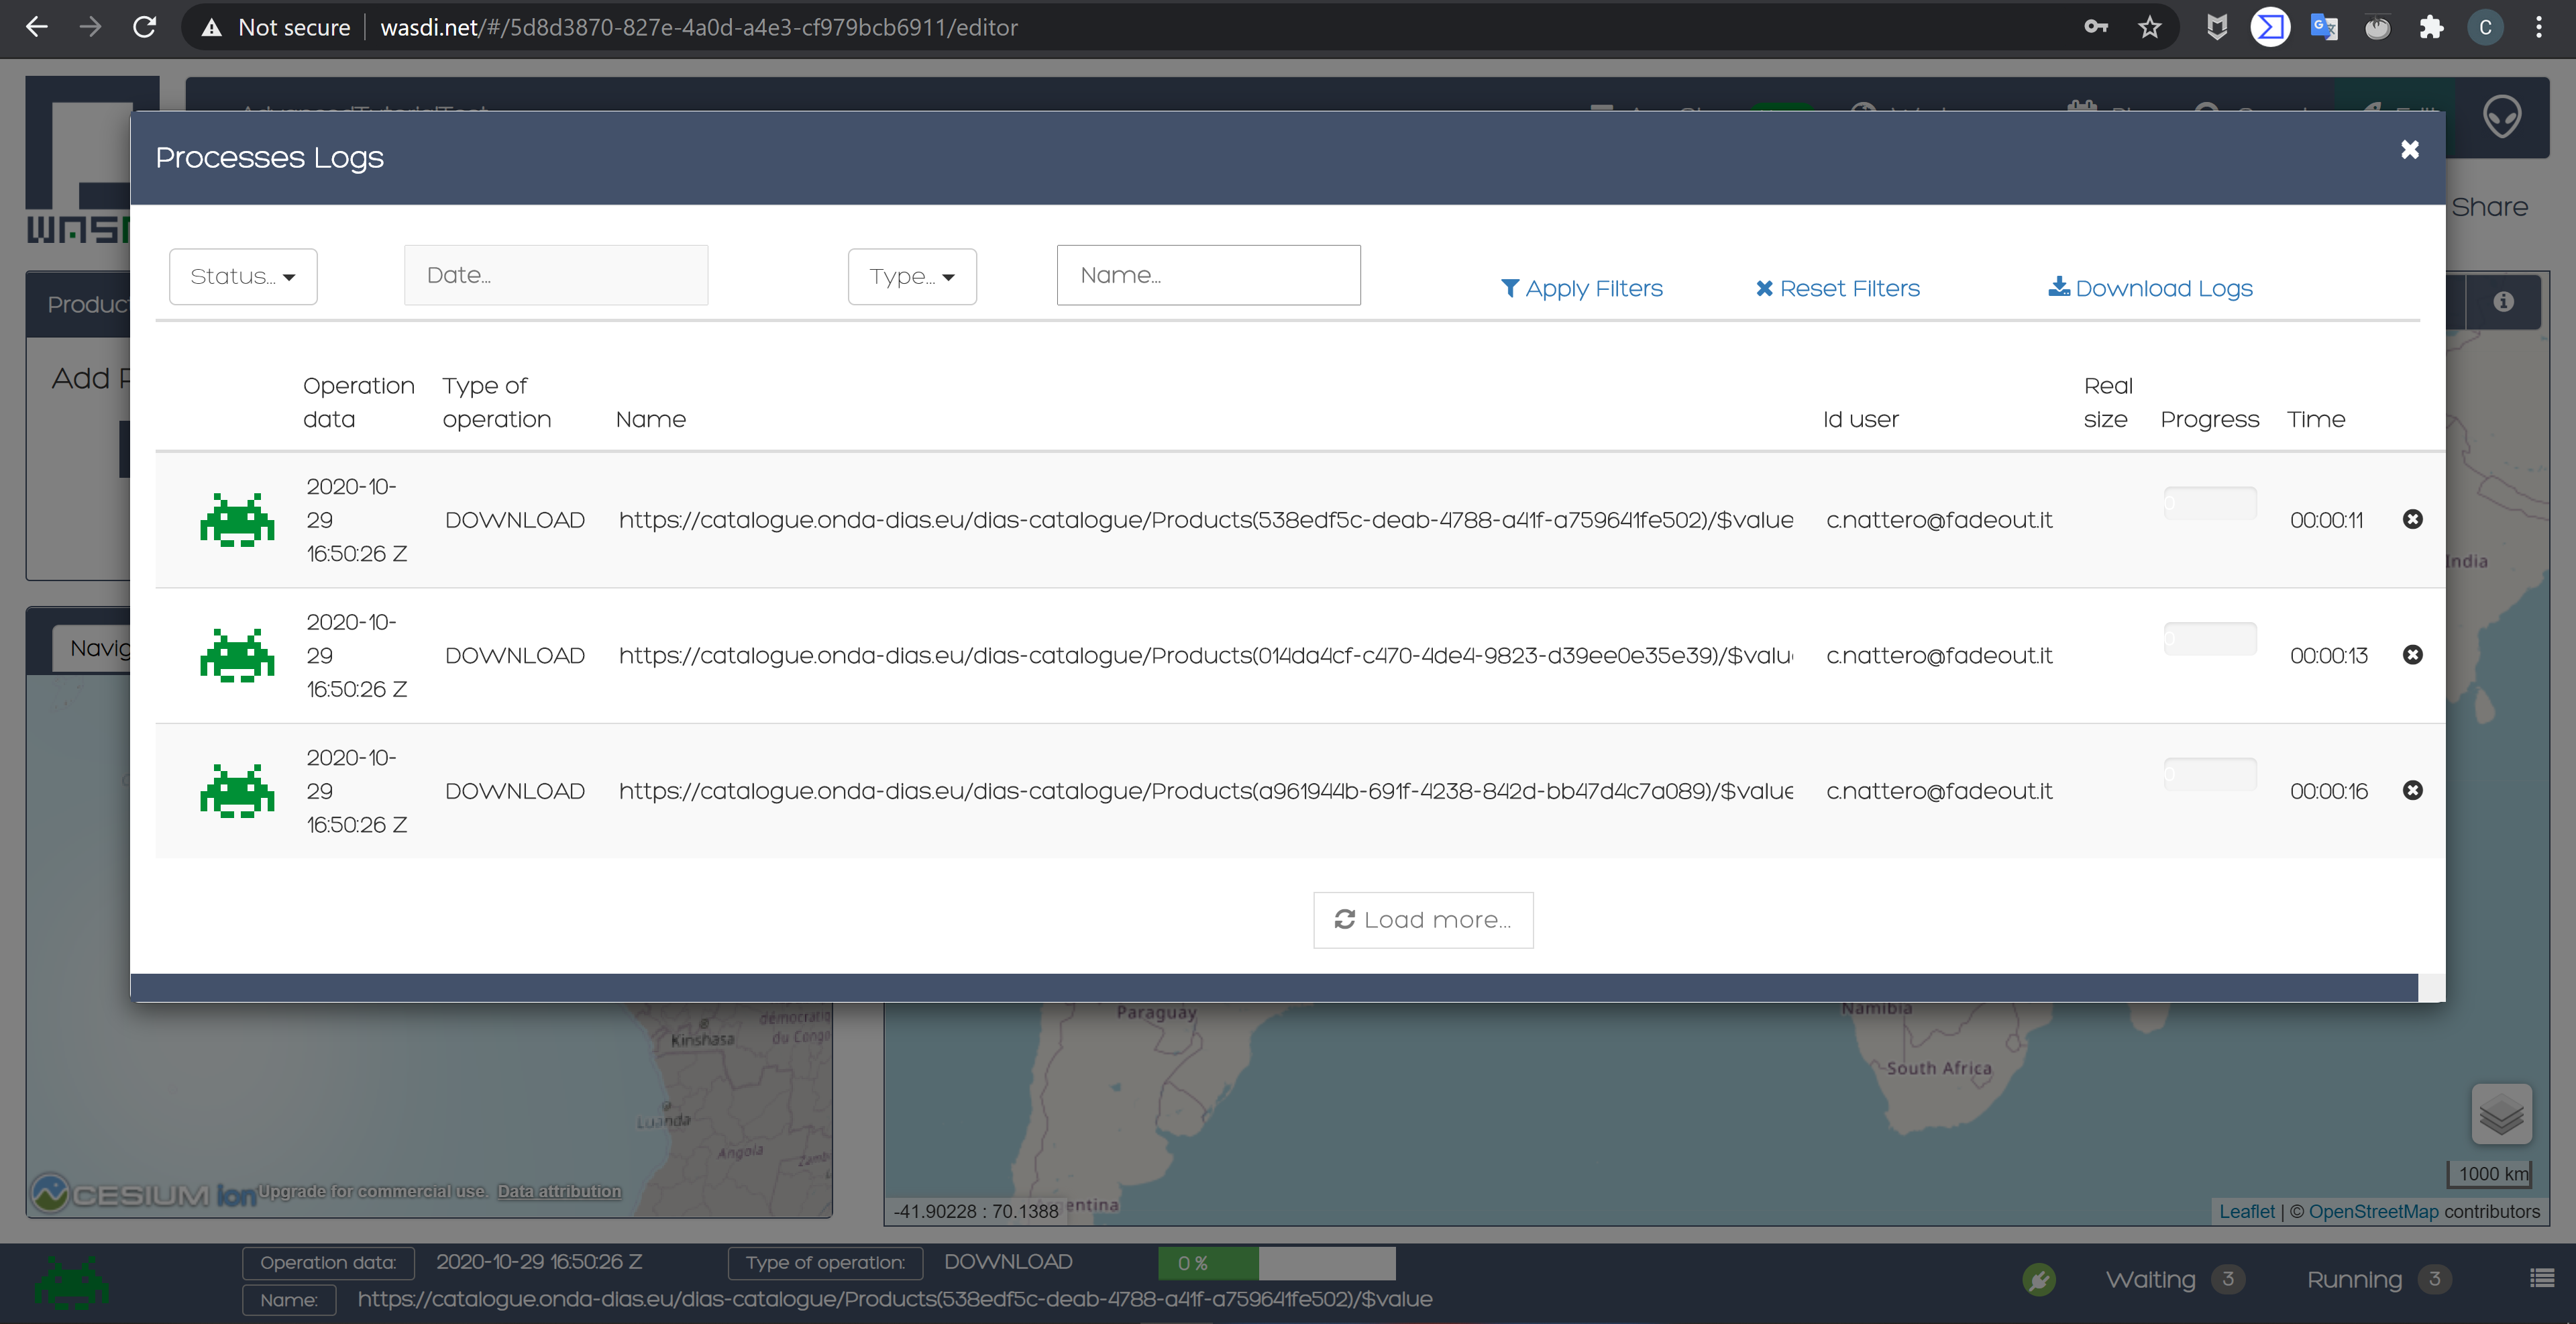 Not secure | wasdi.net/#/5d8d3870-827e-4a0d-a4e3-cf979bcb6911/editor
C
AdvancedTutorialTest
Share
Processes Logs
Status... Date... Type... Name... Apply Filters Reset Filters Download Logs
Operation data Type of operation Name Id user Real size Progress Time
2020-10-29 16:50:26 Z DOWNLOAD https://catalogue.onda-dias.eu/dias-catalogue/Products(538edf5c-deab-4788-a41f-a759641fe502)/$value c.nattero@fadeout.it 0 00:00:11
2020-10-29 16:50:26 Z DOWNLOAD https://catalogue.onda-dias.eu/dias-catalogue/Products(014da4cf-c470-4de4-9823-d39ee0e35e39)/$valu c.nattero@fadeout.it 0 00:00:13
2020-10-29 16:50:26 Z DOWNLOAD https://catalogue.onda-dias.eu/dias-catalogue/Products(a961944b-691f-4238-842d-bb47d4c7a089)/$value c.nattero@fadeout.it 0 00:00:16
Load more...
WAS
Produc
Add
Navig
India
démocratiq
du Congo
Kinshasa
Luanda
Angola
CESIUM ion Upgrade for commercial use. Data attribution
Paraguay
Namibia
South Africa
entina
-41.90228 : 70.1388
1000 km
Leaflet | © OpenStreetMap contributors
Operation data: 2020-10-29 16:50:26 Z Type of operation: DOWNLOAD 0 %
Name: https://catalogue.onda-dias.eu/dias-catalogue/Products(538edf5c-deab-4788-a41f-a759641fe502)/$value
Waiting 3 Running 3